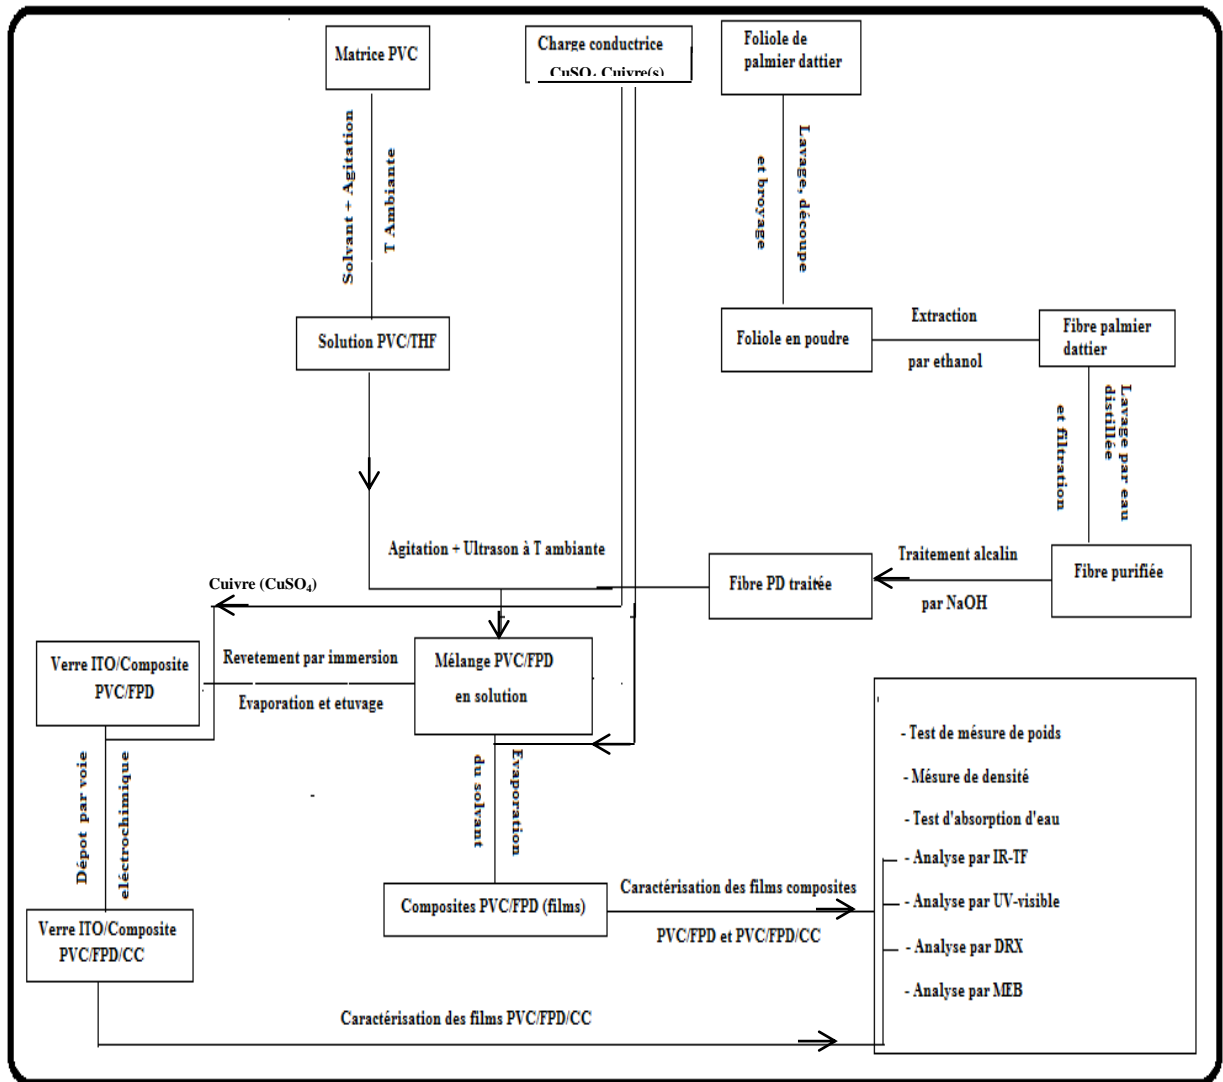 Matrice PVC
Charge conductrice
CuSO₄ Cuivre(s)
Foliole de
palmier dattier
Solvant + Agitation
T Ambiante
Lavage, découpe
et broyage
Solution PVC/THF
Foliole en poudre
Extraction
par ethanol
Fibre palmier
dattier
Lavage par eau
distillée
et filtration
Agitation + Ultrason à T ambiante
Fibre PD traitée
Traitement alcalin
par NaOH
Fibre purifiée
Cuivre (CuSO₄)
Verre ITO/Composite
PVC/FPD
Revetement par immersion
Evaporation et etuvage
Mélange PVC/FPD
en solution
Dépot par voie
eléctrochimique
Evaporation
du solvant
- Test de mésure de poids
- Mésure de densité
- Test d'absorption d'eau
- Analyse par IR-TF
- Analyse par UV-visible
- Analyse par DRX
- Analyse par MEB
Composites PVC/FPD (films)
Caractérisation des films composites
PVC/FPD et PVC/FPD/CC
Verre ITO/Composite
PVC/FPD/CC
Caractérisation des films PVC/FPD/CC